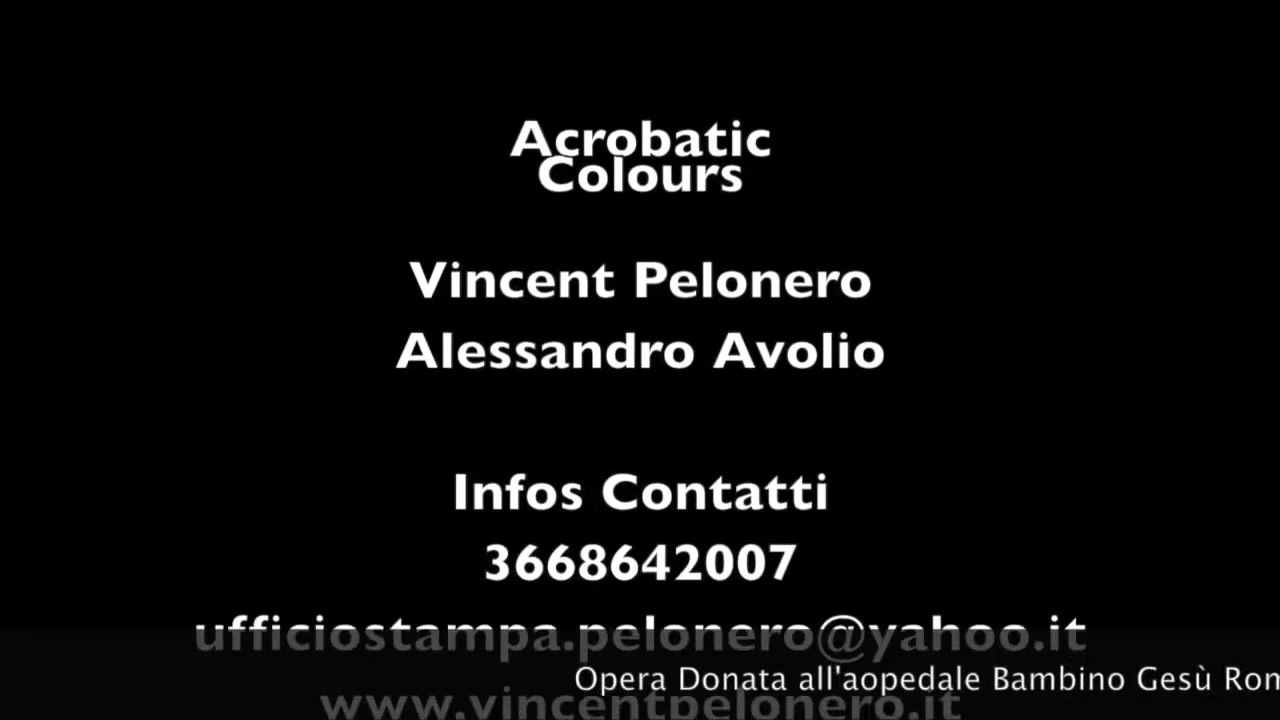 Acrobatic
Colours
Vincent Pelonero
Alessandro Avolio
Infos Contatti
3668642007
ufficiostampa.pelonero@yahoo.it
Opera Donata all'aopedale Bambino Gesù Rom
www.vincentpelonero.it